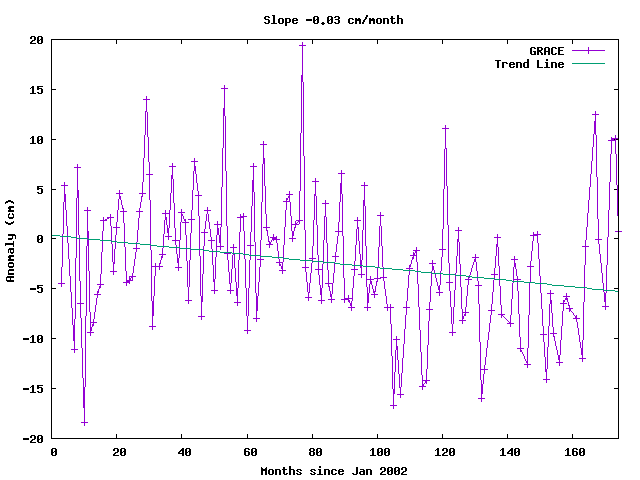 Slope -0.03 cm/month
GRACE
Trend Line
20
15
10
5
0
-5
-10
-15
-20
Anomaly (cm)
0 20 40 60 80 100 120 140 160
Months since Jan 2002